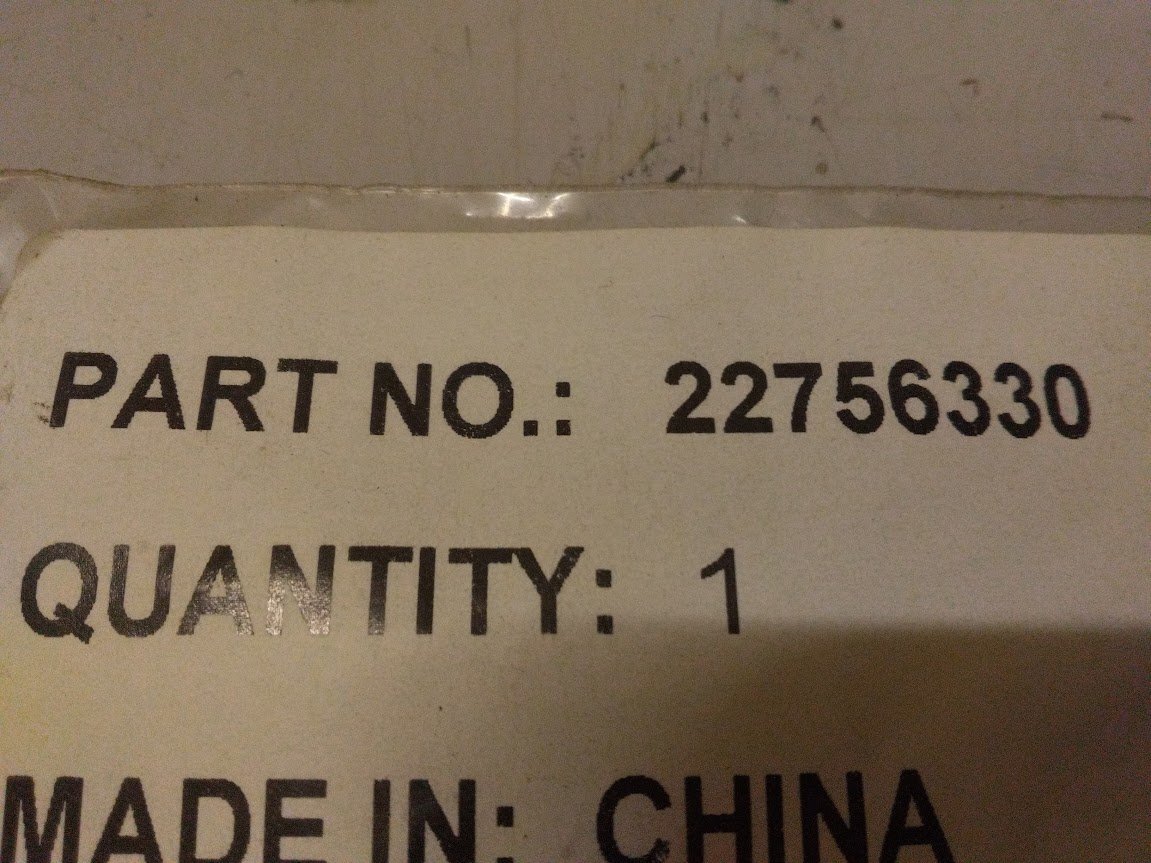 PART NO.: 22756330
QUANTITY: 1
MADE IN: CHINA